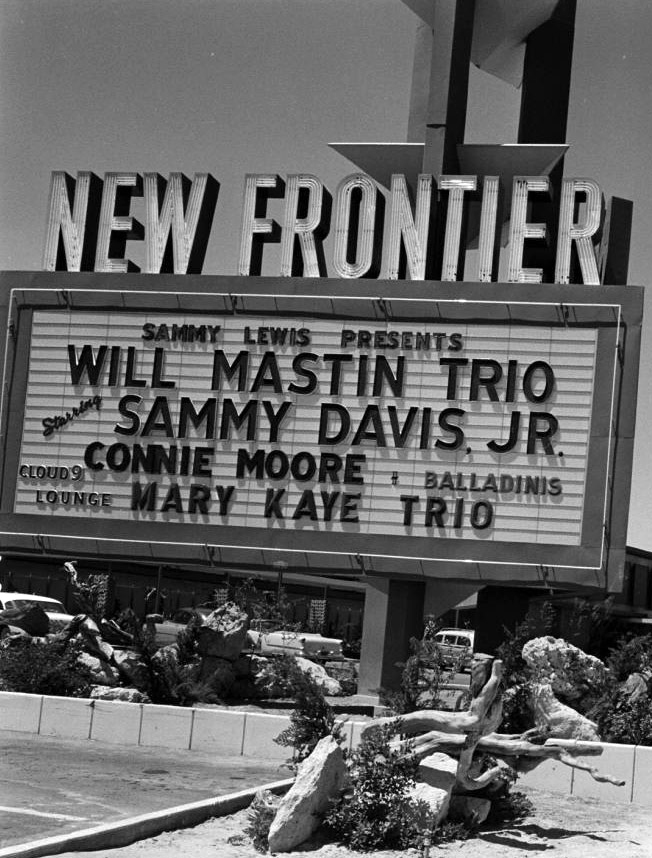 NEW FRONTIER
SAMMY LEWIS PRESENTS
WILL MASTIN TRIO
Starring SAMMY DAVIS, JR.
CONNIE MOORE & BALLADINIS
CLOUD 9 LOUNGE MARY KAYE TRIO